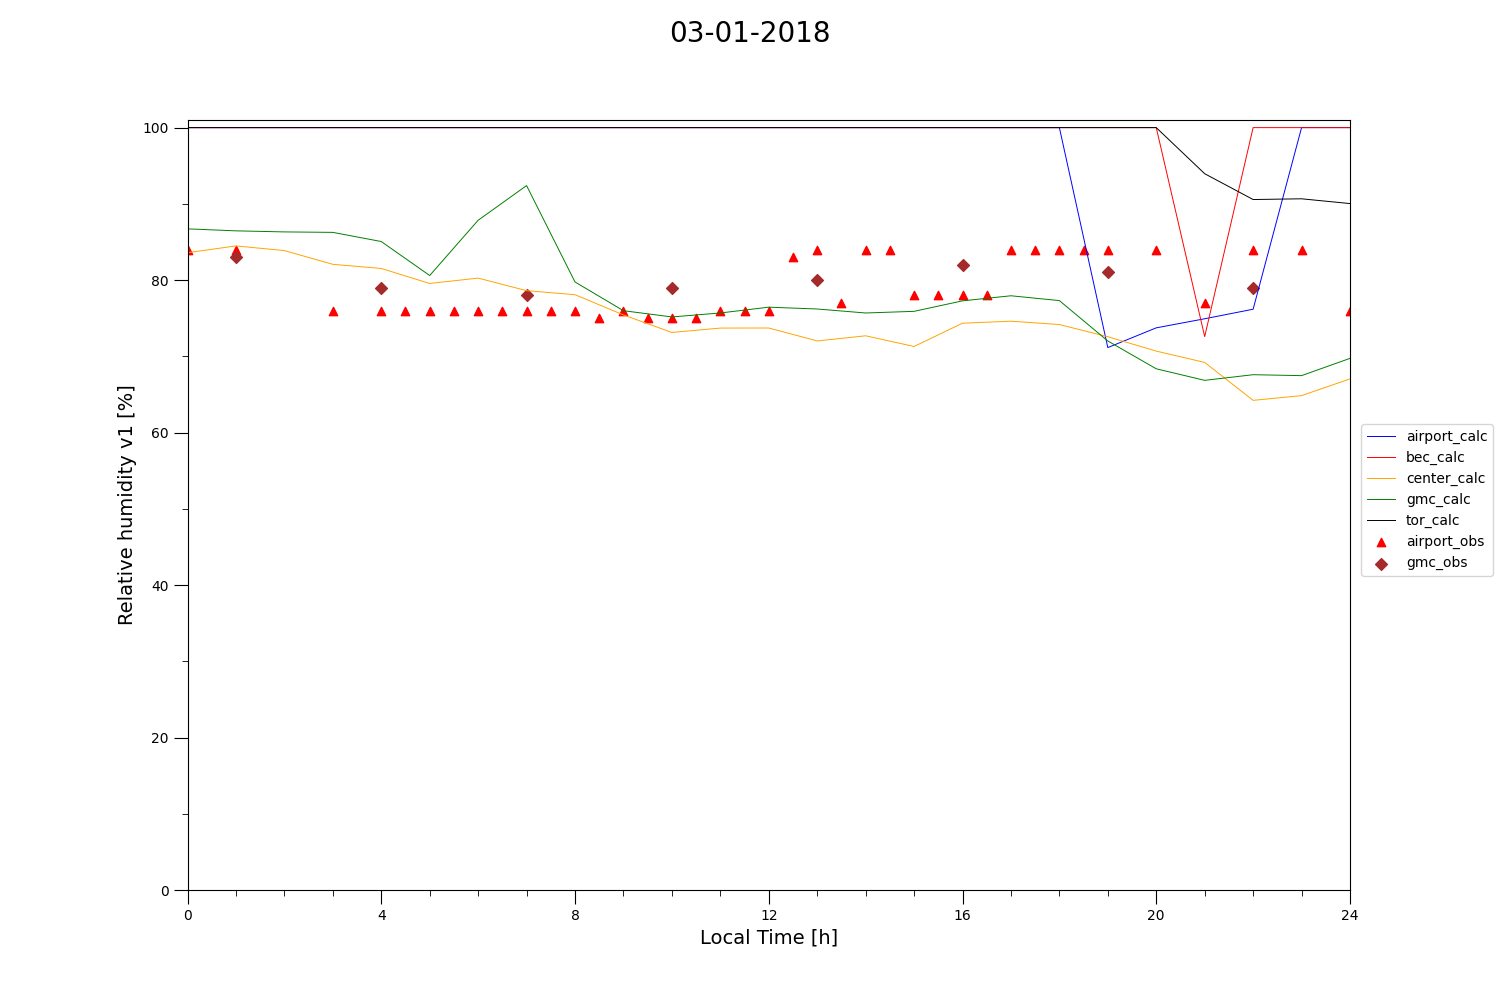 03-01-2018
100
80
60
40
20
0
Relative humidity v1 [%]
0 4 8 12 16 20 24
Local Time [h]
airport_calc
bec_calc
center_calc
gmc_calc
tor_calc
airport_obs
gmc_obs